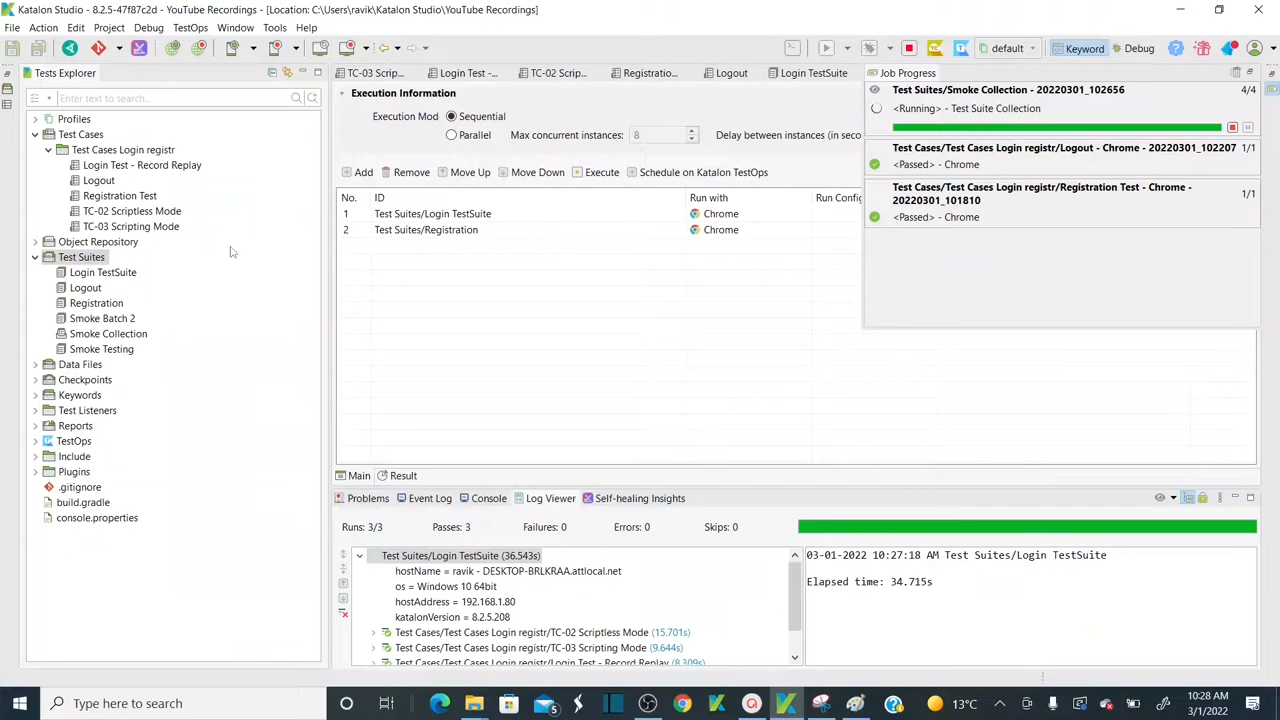 Katalon Studio - 8.2.5-47f87c2d - YouTube Recordings - [Location: C:\Users\ravik\Katalon Studio\YouTube Recordings]
File Action Edit Project Debug TestOps Window Tools Help
default Keyword Debug
Tests Explorer
TC-03 Scrip... Login Test -... TC-02 Scrip... Registratio... Logout Login TestSuite Job Progress
Enter text to search...
Execution Information
Test Suites/Smoke Collection - 20220301_102656 4/4
<Running> - Test Suite Collection
Execution Mod Sequential
Parallel Max concurrent instances: 8 Delay between instances (in seco
Test Cases/Test Cases Login registr/Logout - Chrome - 20220301_102207 1/1
<Passed> - Chrome
Add Remove Move Up Move Down Execute Schedule on Katalon TestOps
Test Cases/Test Cases Login registr/Registration Test - Chrome - 1/1
20220301_101810
<Passed> - Chrome
No. ID Run with Run Config
1 Test Suites/Login TestSuite Chrome
2 Test Suites/Registration Chrome
Profiles
Test Cases
Test Cases Login registr
Login Test - Record Replay
Logout
Registration Test
TC-02 Scriptless Mode
TC-03 Scripting Mode
Object Repository
Test Suites
Login TestSuite
Logout
Registration
Smoke Batch 2
Smoke Collection
Smoke Testing
Data Files
Checkpoints
Keywords
Test Listeners
Reports
TestOps
Include
Plugins
.gitignore
build.gradle
console.properties
Main Result
Problems Event Log Console Log Viewer Self-healing Insights
Runs: 3/3 Passes: 3 Failures: 0 Errors: 0 Skips: 0
Test Suites/Login TestSuite (36.543s)
hostName = ravik - DESKTOP-BRLKRAA.attlocal.net
os = Windows 10 64bit
hostAddress = 192.168.1.80
katalonVersion = 8.2.5.208
Test Cases/Test Cases Login registr/TC-02 Scriptless Mode (15.701s)
Test Cases/Test Cases Login registr/TC-03 Scripting Mode (9.644s)
Test Cases/Test Cases Login registr/Login Test - Record Replay (8.309s)
03-01-2022 10:27:18 AM Test Suites/Login TestSuite
Elapsed time: 34.715s
Type here to search
13°C
10:28 AM
3/1/2022